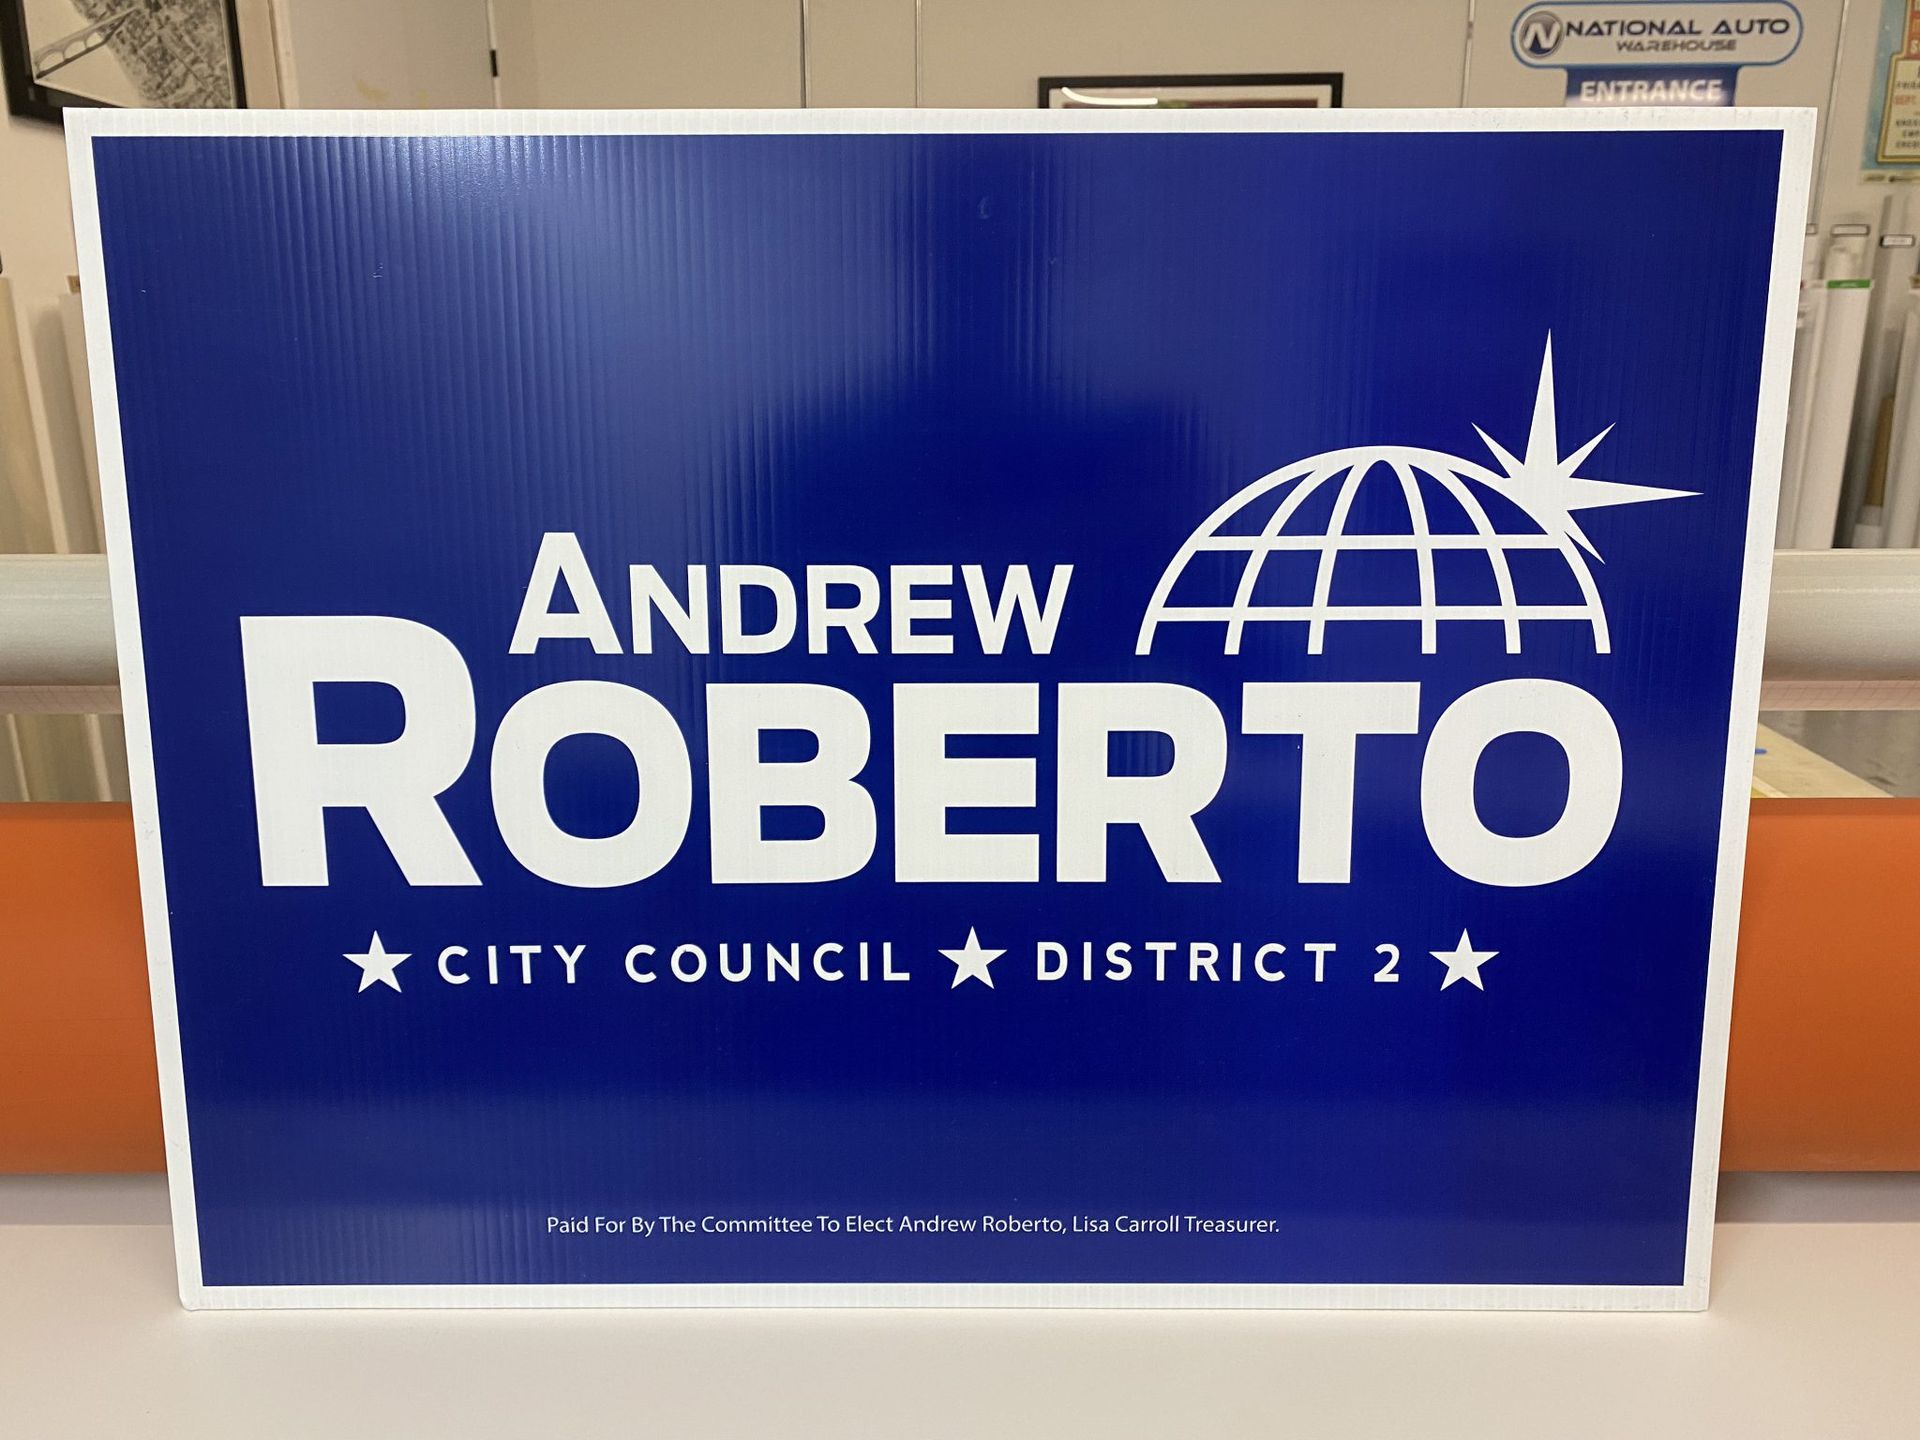 NATIONAL AUTO
WAREHOUSE
ENTRANCE
ANDREW
ROBERTO
★ CITY COUNCIL ★ DISTRICT 2 ★
Paid For By The Committee To Elect Andrew Roberto, Lisa Carroll Treasurer.